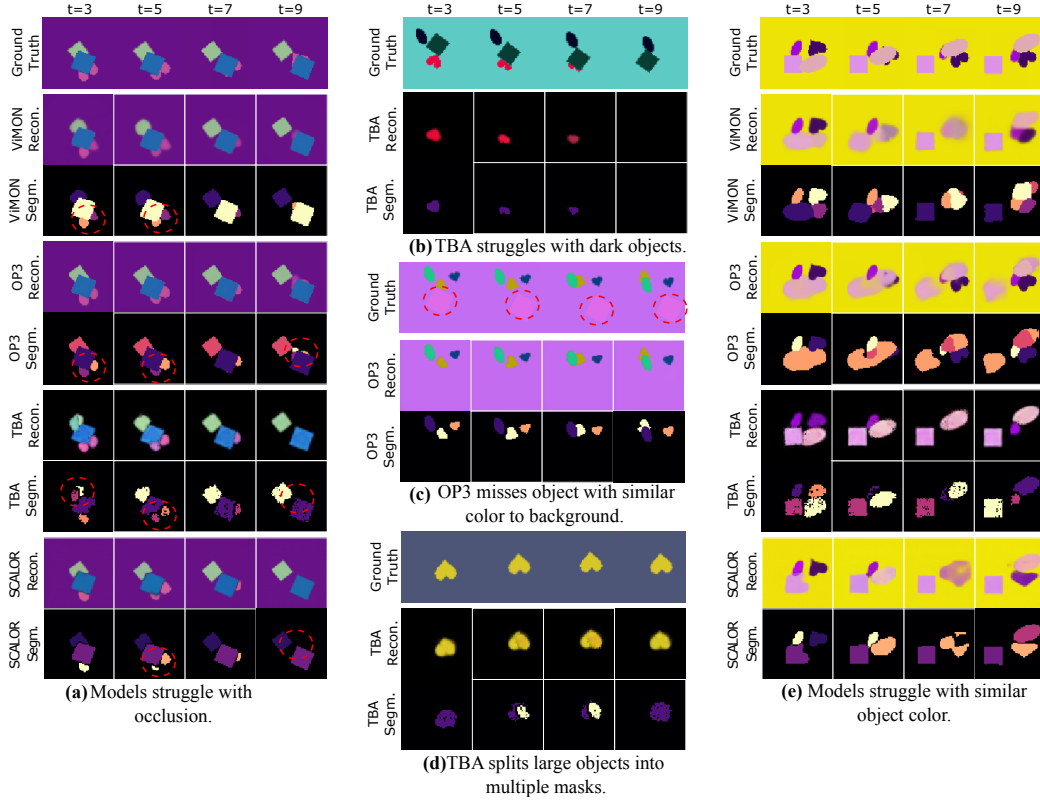 t=3 t=5 t=7 t=9
Ground Truth
ViMON Recon.
ViMON Segm.
OP3 Recon.
OP3 Segm.
TBA Recon.
TBA Segm.
SCALOR Recon.
SCALOR Segm.
(a) Models struggle with
occlusion.
t=3 t=5 t=7 t=9
Ground Truth
TBA Recon.
TBA Segm.
(b) TBA struggles with dark objects.
Ground Truth
OP3 Recon.
OP3 Segm.
(c) OP3 misses object with similar
color to background.
Ground Truth
TBA Recon.
TBA Segm.
(d) TBA splits large objects into
multiple masks.
t=3 t=5 t=7 t=9
Ground Truth
ViMON Recon.
ViMON Segm.
OP3 Recon.
OP3 Segm.
TBA Recon.
TBA Segm.
SCALOR Recon.
SCALOR Segm.
(e) Models struggle with similar
object color.